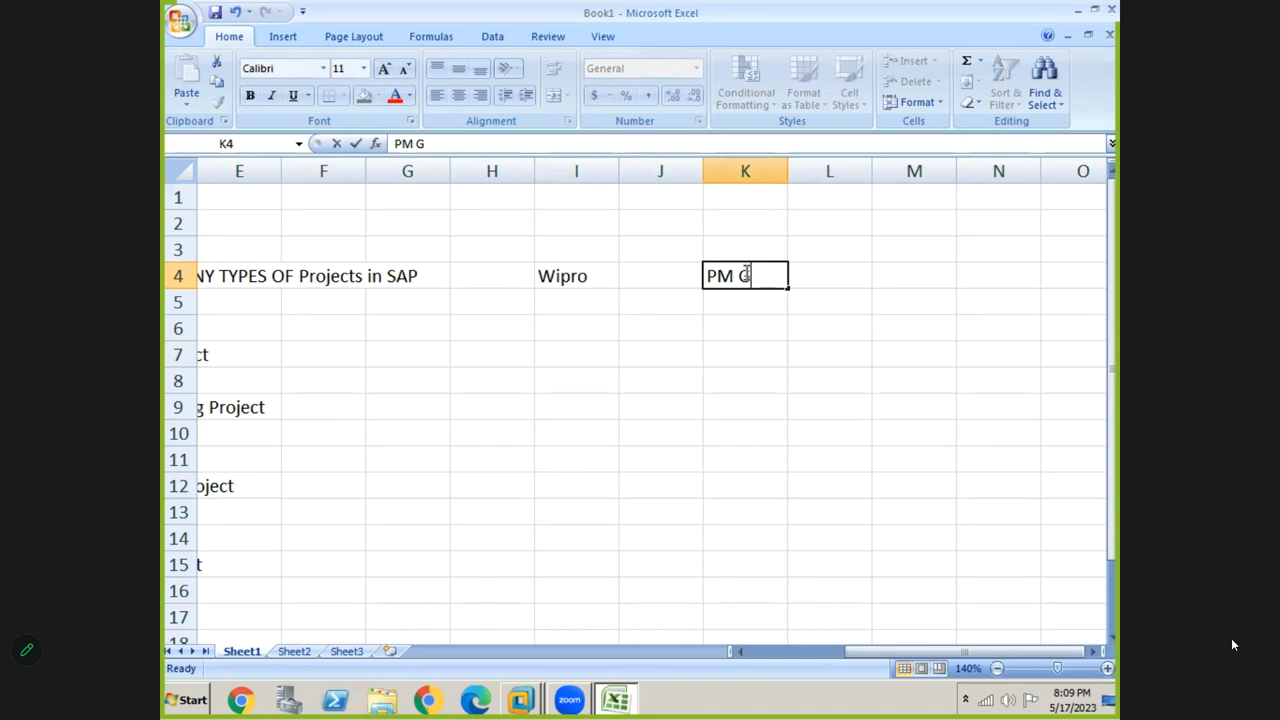 Book1 - Microsoft Excel
Home Insert Page Layout Formulas Data Review View
Calibri 11 General Insert Σ
Paste B I U A $ % , Conditional Formatting Format as Table Cell Styles Delete Format Sort & Filter Find & Select
Clipboard Font Alignment Number Styles Cells Editing
K4 fx PM G
E F G H I J K L M N O
1
2
3
4 NY TYPES OF Projects in SAP Wipro PM G
5
6
7 ct
8
9 g Project
10
11
12 oject
13
14
15 t
16
17
18
Sheet1 Sheet2 Sheet3
Ready 140%
Start zoom 8:09 PM
5/17/2023